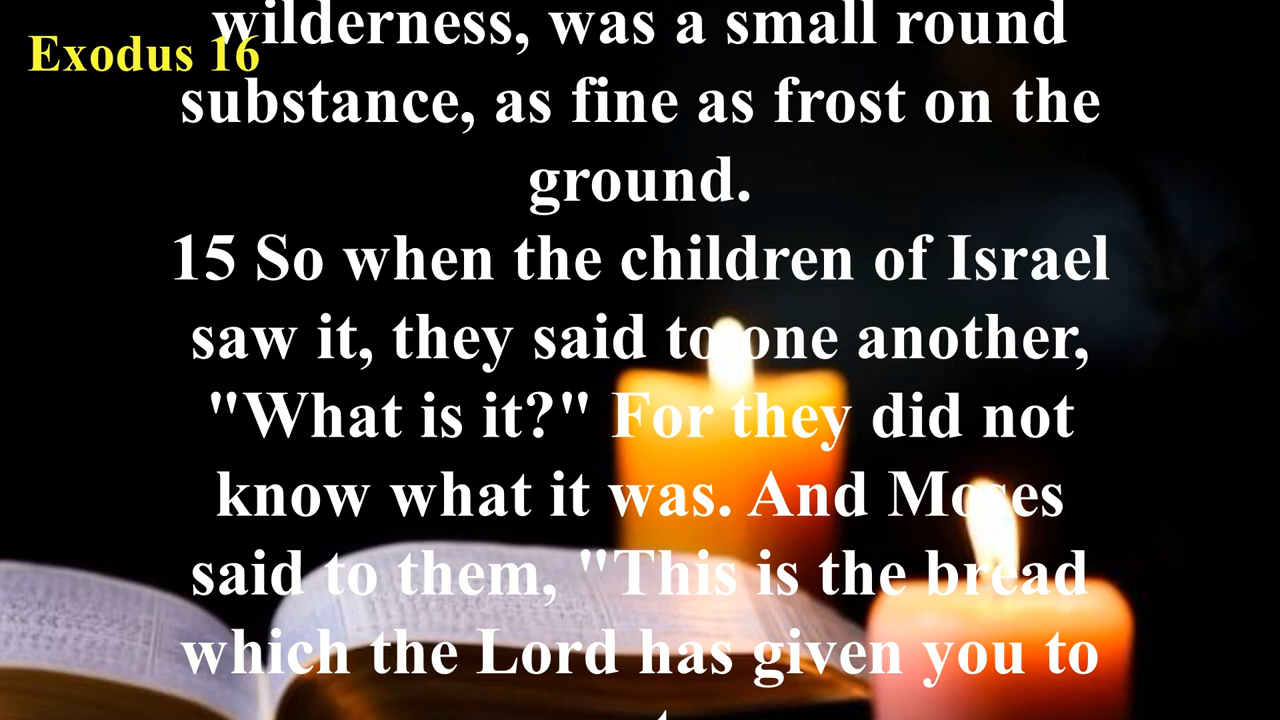 Exodus 16
wilderness, was a small round
substance, as fine as frost on the
ground.
15 So when the children of Israel
saw it, they said to one another,
"What is it?" For they did not
know what it was. And Moses
said to them, "This is the bread
which the Lord has given you to